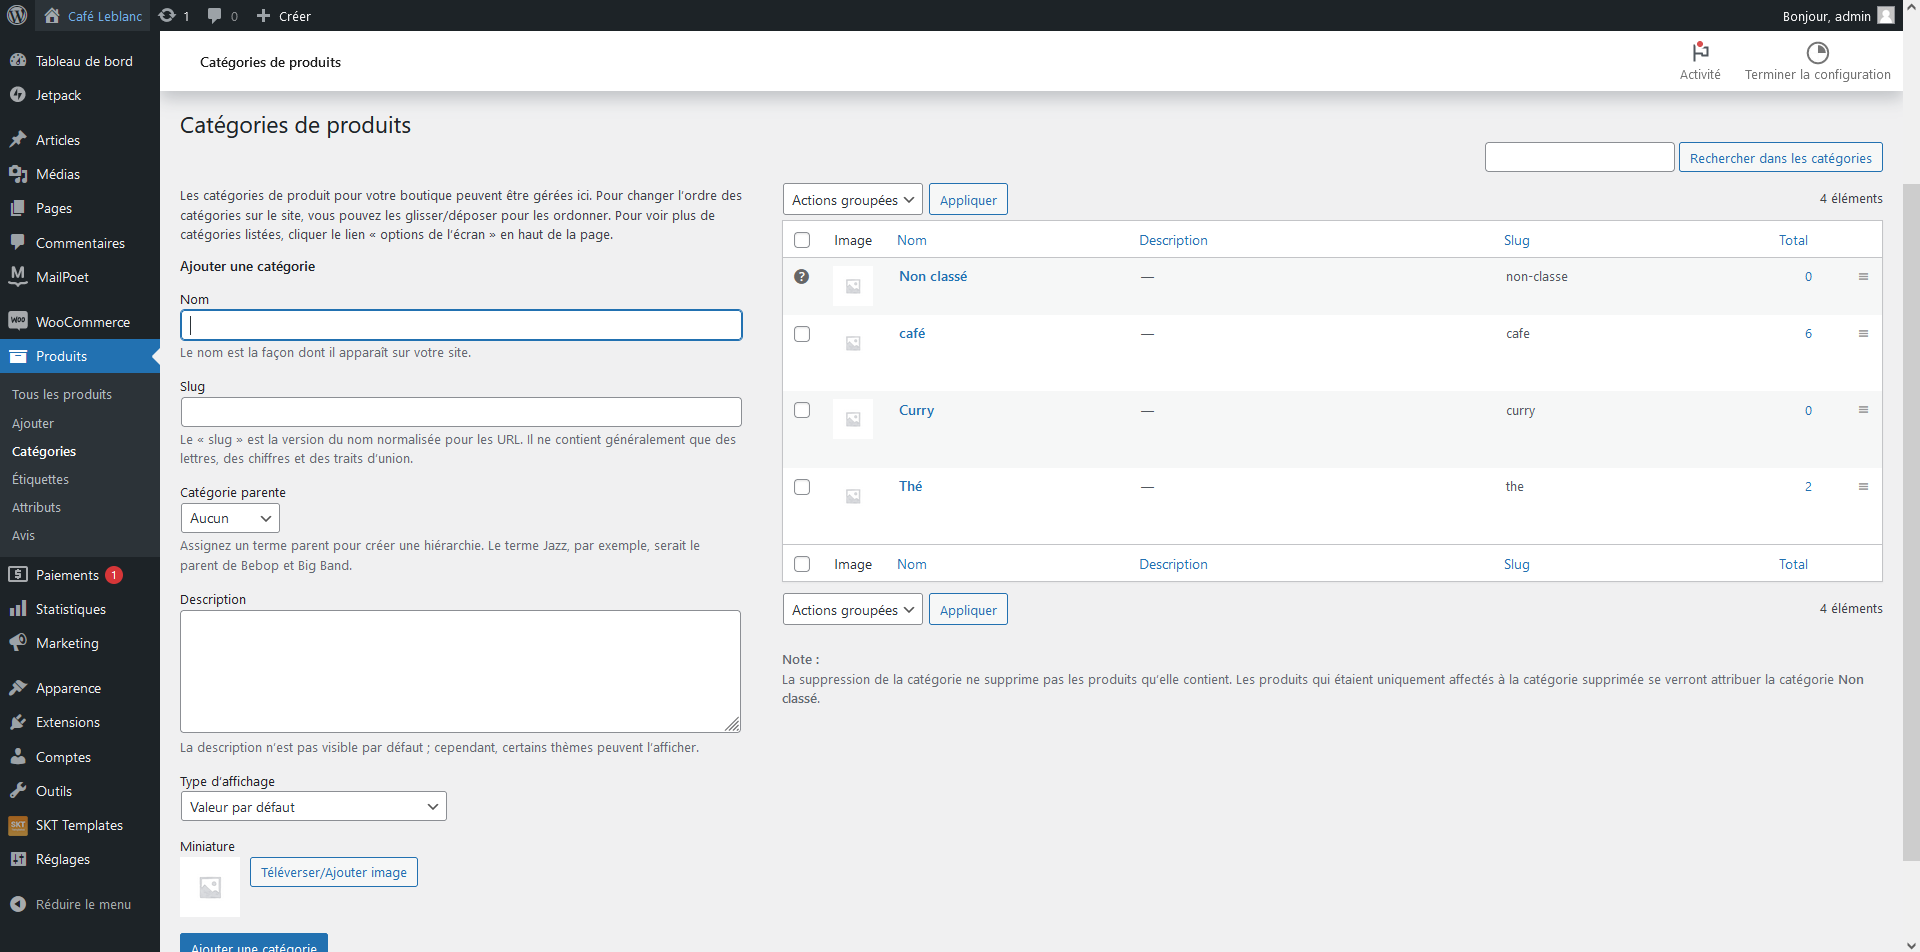 Café Leblanc
1
0
Créer
Bonjour, admin
Tableau de bord
Jetpack
Articles
Médias
Pages
Commentaires
MailPoet
WooCommerce
Produits
Tous les produits
Ajouter
Catégories
Étiquettes
Attributs
Avis
Paiements 1
Statistiques
Marketing
Apparence
Extensions
Comptes
Outils
SKT Templates
Réglages
Réduire le menu
Catégories de produits
Activité
Terminer la configuration
Catégories de produits
Rechercher dans les catégories
Les catégories de produit pour votre boutique peuvent être gérées ici. Pour changer l’ordre des
catégories sur le site, vous pouvez les glisser/déposer pour les ordonner. Pour voir plus de
catégories listées, cliquer le lien « options de l’écran » en haut de la page.
Ajouter une catégorie
Nom
Le nom est la façon dont il apparaît sur votre site.
Slug
Le « slug » est la version du nom normalisée pour les URL. Il ne contient généralement que des
lettres, des chiffres et des traits d’union.
Catégorie parente
Aucun
Assignez un terme parent pour créer une hiérarchie. Le terme Jazz, par exemple, serait le
parent de Bebop et Big Band.
Description
La description n’est pas visible par défaut ; cependant, certains thèmes peuvent l’afficher.
Type d’affichage
Valeur par défaut
Miniature
Téléverser/Ajouter image
Ajouter une catégorie
Actions groupées
Appliquer
4 éléments
Image Nom Description Slug Total
Non classé — non-classe 0
café — cafe 6
Curry — curry 0
Thé — the 2
Image Nom Description Slug Total
Actions groupées
Appliquer
4 éléments
Note :
La suppression de la catégorie ne supprime pas les produits qu’elle contient. Les produits qui étaient uniquement affectés à la catégorie supprimée se verront attribuer la catégorie Non
classé.